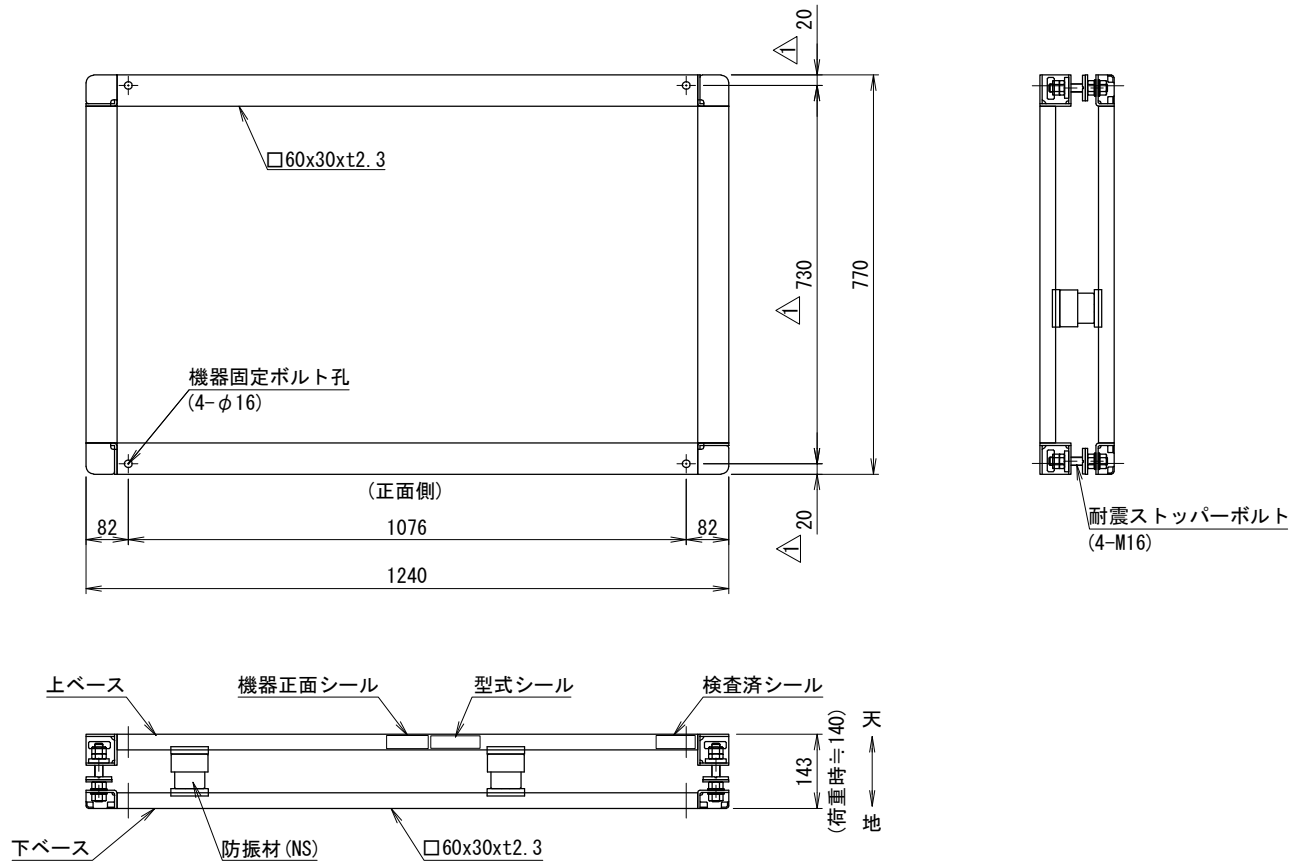 20
1
□60x30xt2.3
730
1
770
機器固定ボルト孔
(4-φ16)
(正面側)
82
1076
82
20
1
1240
耐震ストッパーボルト
(4-M16)
上ベース
機器正面シール
型式シール
検査済シール
143
(荷重時≒140)
天
地
下ベース
防振材(NS)
□60x30xt2.3